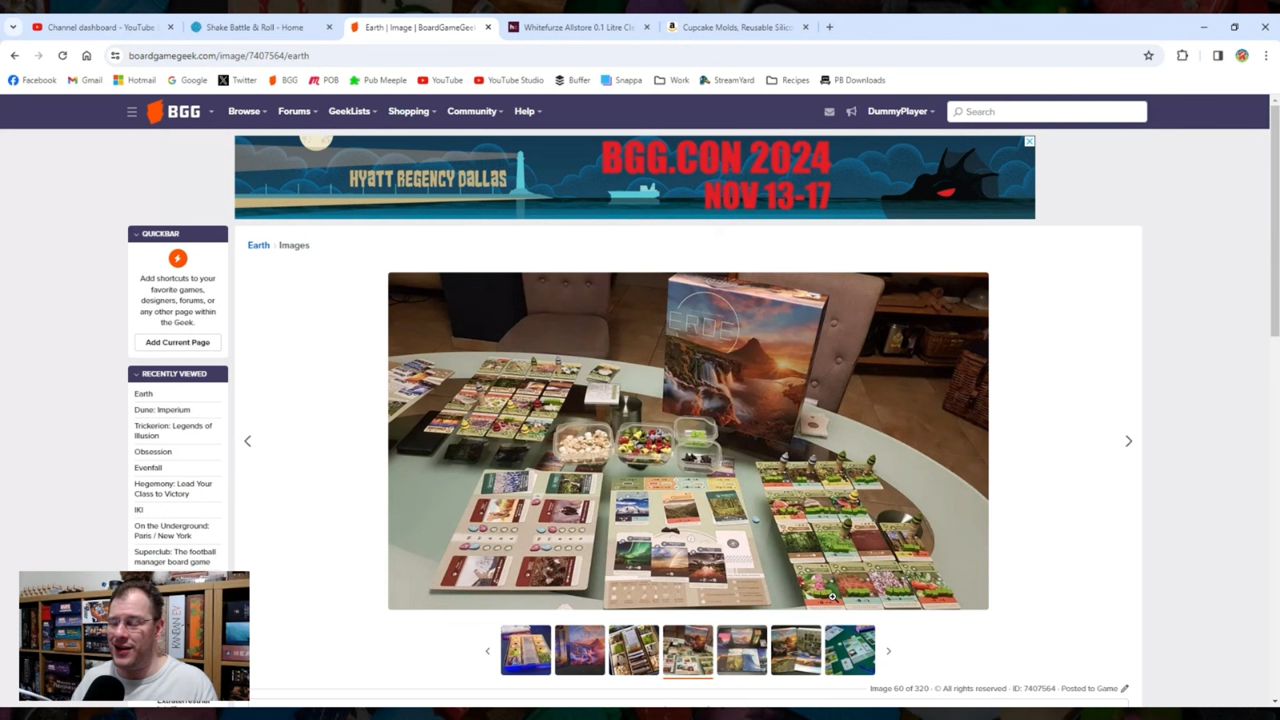 Channel dashboard - YouTube
Shake Battle & Roll - Home
Earth | Image | BoardGameGeek
Whitefurze Allstore 0.1 Litre Cle
Cupcake Molds, Reusable Silico
boardgamegeek.com/image/7407564/earth
Facebook
Gmail
Hotmail
Google
Twitter
BGG
POB
Pub Meeple
YouTube
YouTube Studio
Buffer
Snappa
Work
StreamYard
Recipes
PB Downloads
BGG
Browse
Forums
GeekLists
Shopping
Community
Help
DummyPlayer
Search
HYATT REGENCY DALLAS
BGG.CON 2024
NOV 13-17
QUICKBAR
Add shortcuts to your
favorite games,
designers, forums, or
any other page within
the Geek.
Add Current Page
RECENTLY VIEWED
Earth
Dune: Imperium
Trickerion: Legends of
Illusion
Obsession
Evenfall
Hegemony: Lead Your
Class to Victory
IKI
On the Underground:
Paris / New York
Superclub: The football
manager board game
Earth › Images
ERDE
KANBAN EV
Image 60 of 320 · © All rights reserved · ID: 7407564 · Posted to Game